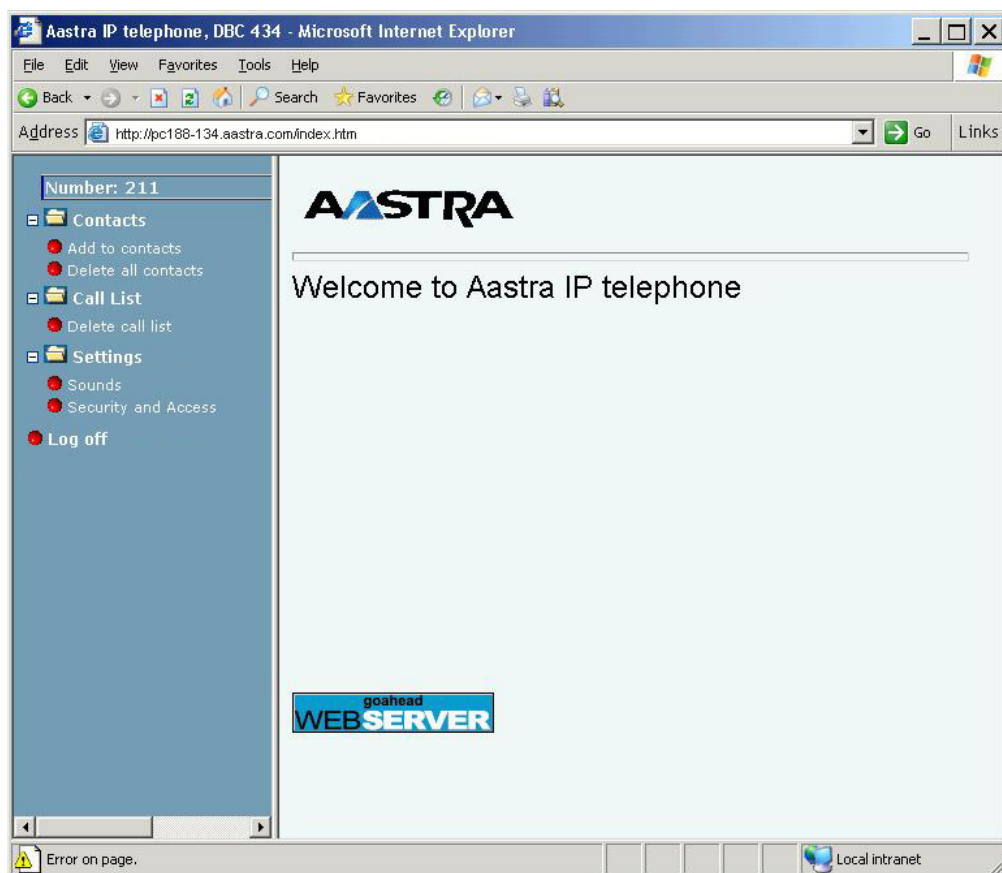 Aastra IP telephone, DBC 434 - Microsoft Internet Explorer
File Edit View Favorites Tools Help
Back Search Favorites
Address http://pc188-134.aastra.com/index.htm Go Links
Number: 211
Contacts
Add to contacts
Delete all contacts
Call List
Delete call list
Settings
Sounds
Security and Access
Log off
AASTRA
Welcome to Aastra IP telephone
goahead
WEBSERVER
Error on page.
Local intranet